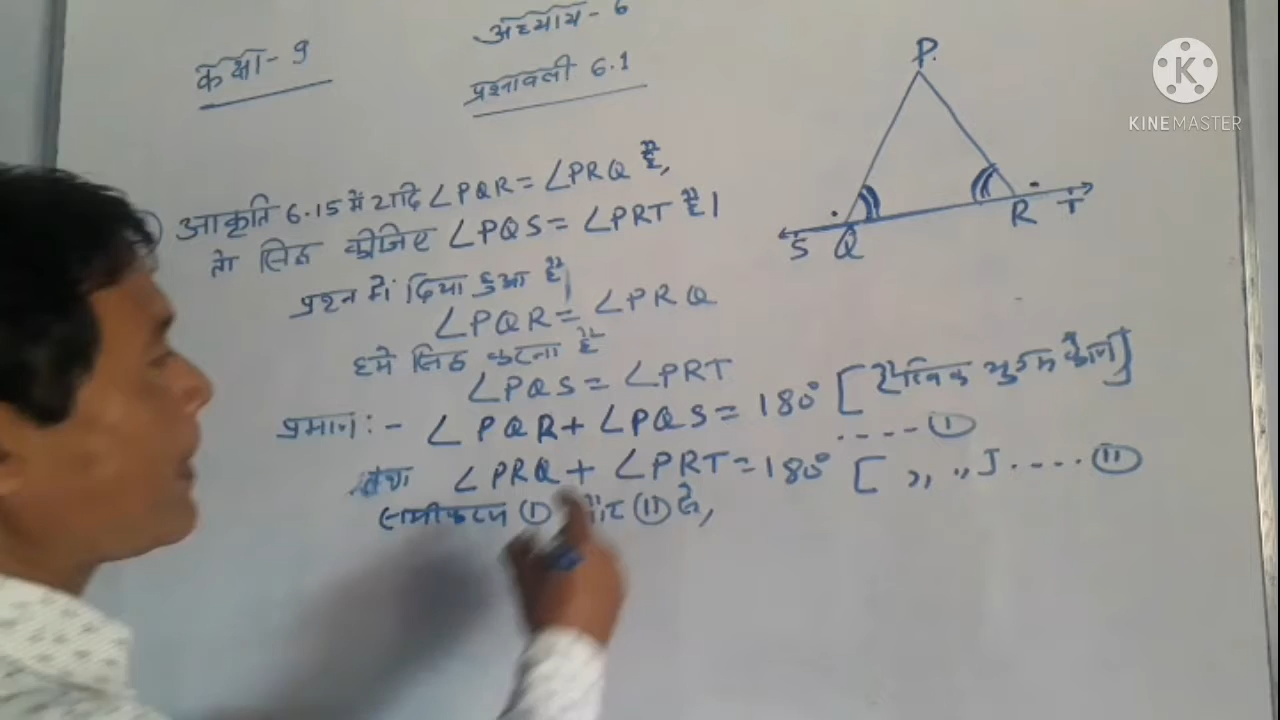 कक्षा - 9
अध्याय - 6
प्रश्नावली 6.1
आकृति 6.15 में यदि ∠PQR = ∠PRQ है,
तो सिद्ध कीजिए ∠PQS = ∠PRT है।
प्रश्न में दिया हुआ है।
∠PQR = ∠PRQ
हमे सिद्ध करना है
∠PQS = ∠PRT
प्रमाण :- ∠PQR + ∠PQS = 180° [रैखिक युग्म कोण]
.....(I)
तथा ∠PRQ + ∠PRT = 180° [ ,, ,, ] .....(II)
समीकरण (I) और (II) से,
P
S Q R T
KINEMASTER